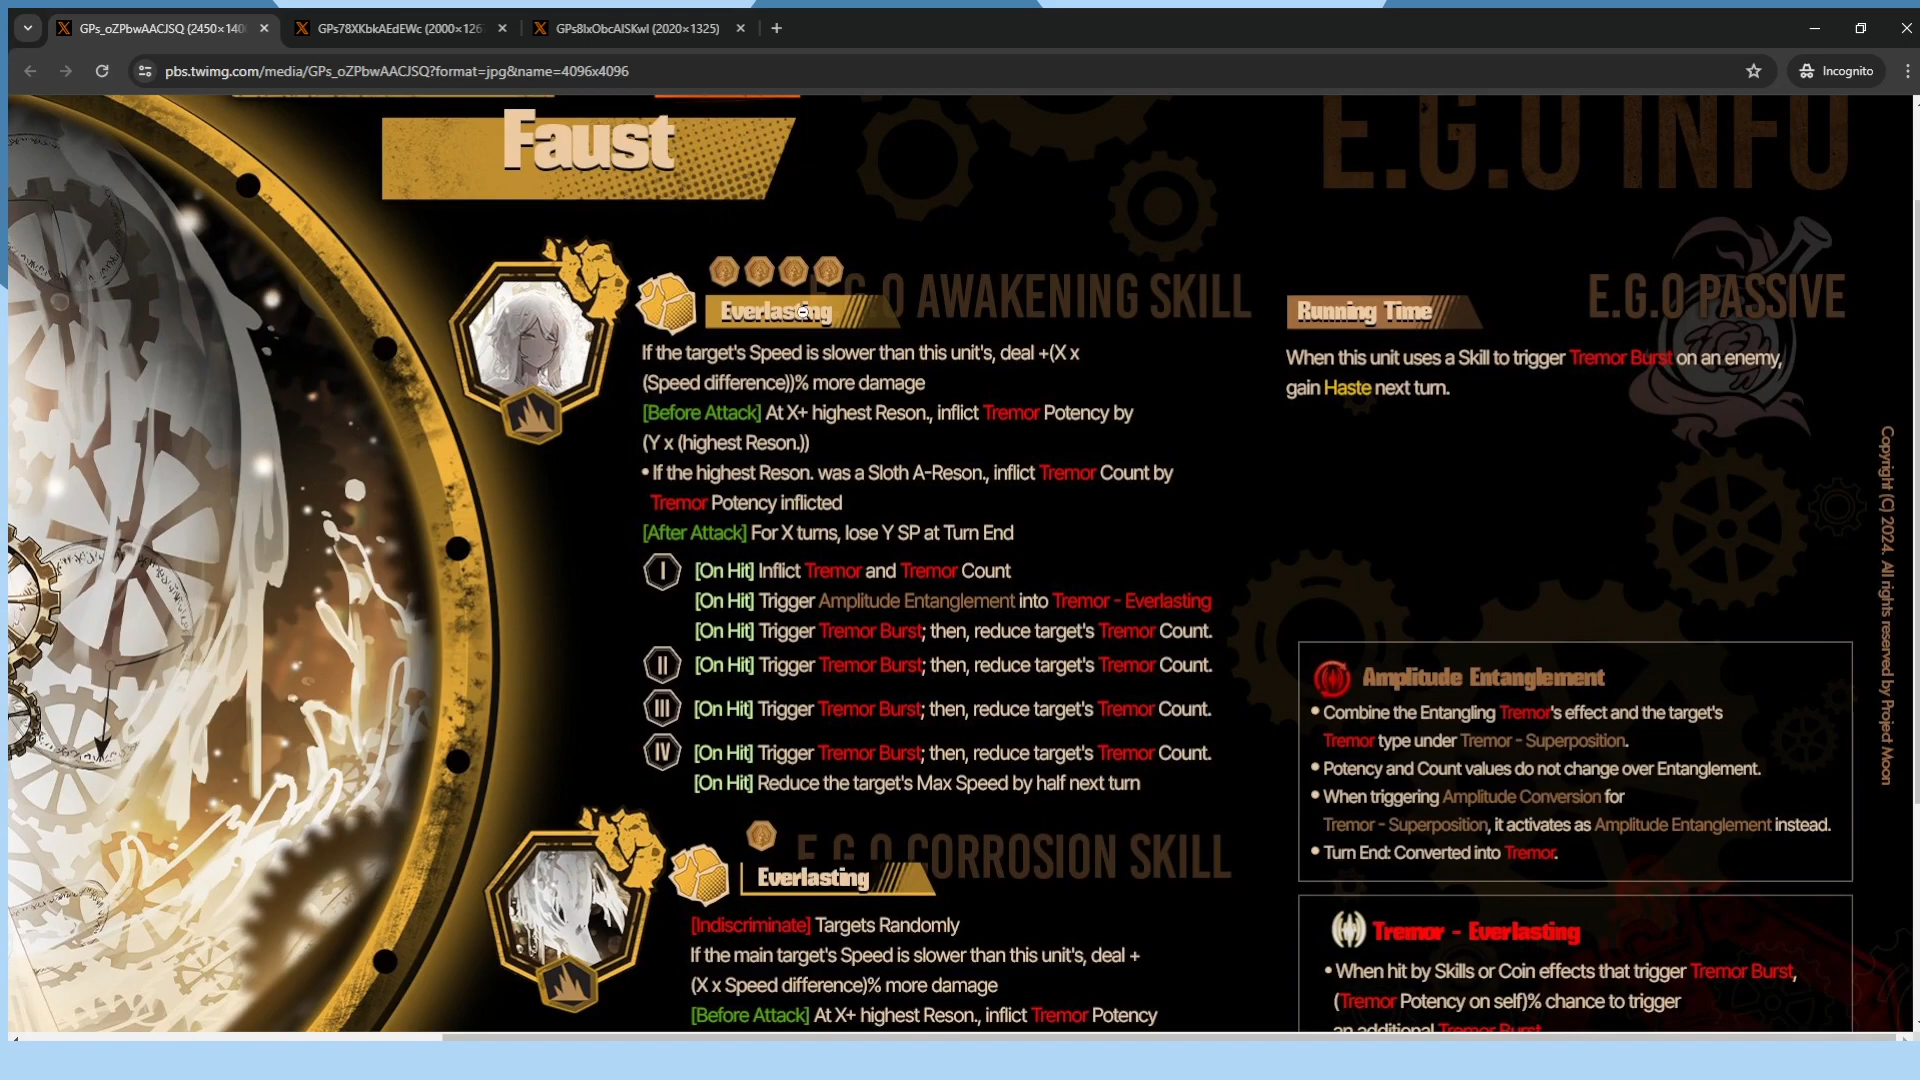 GPs_oZPbwAACJSQ (2450×140
GPs78XKbkAEdEWc (2000×126
GPs8lxObcAISKwl (2020×1325)
pbs.twimg.com/media/GPs_oZPbwAACJSQ?format=jpg&name=4096x4096
Incognito
Faust
E.G.O INFO
E.G.O AWAKENING SKILL
Everlasting
If the target's Speed is slower than this unit's, deal +(X x
(Speed difference))% more damage
[Before Attack] At X+ highest Reson., inflict Tremor Potency by
(Y x (highest Reson.))
• If the highest Reson. was a Sloth A-Reson., inflict Tremor Count by
Tremor Potency inflicted
[After Attack] For X turns, lose Y SP at Turn End
I [On Hit] Inflict Tremor and Tremor Count
[On Hit] Trigger Amplitude Entanglement into Tremor - Everlasting
[On Hit] Trigger Tremor Burst; then, reduce target's Tremor Count.
II [On Hit] Trigger Tremor Burst; then, reduce target's Tremor Count.
III [On Hit] Trigger Tremor Burst; then, reduce target's Tremor Count.
IV [On Hit] Trigger Tremor Burst; then, reduce target's Tremor Count.
[On Hit] Reduce the target's Max Speed by half next turn
E.G.O CORROSION SKILL
Everlasting
[Indiscriminate] Targets Randomly
If the main target's Speed is slower than this unit's, deal +
(X x Speed difference)% more damage
[Before Attack] At X+ highest Reson., inflict Tremor Potency
E.G.O PASSIVE
Running Time
When this unit uses a Skill to trigger Tremor Burst on an enemy,
gain Haste next turn.
Amplitude Entanglement
• Combine the Entangling Tremor's effect and the target's
Tremor type under Tremor - Superposition.
• Potency and Count values do not change over Entanglement.
• When triggering Amplitude Conversion for
Tremor - Superposition, it activates as Amplitude Entanglement instead.
• Turn End: Converted into Tremor.
Tremor - Everlasting
• When hit by Skills or Coin effects that trigger Tremor Burst,
(Tremor Potency on self)% chance to trigger
an additional Tremor Burst
Copyright (C) 2024. All rights reserved by Project Moon